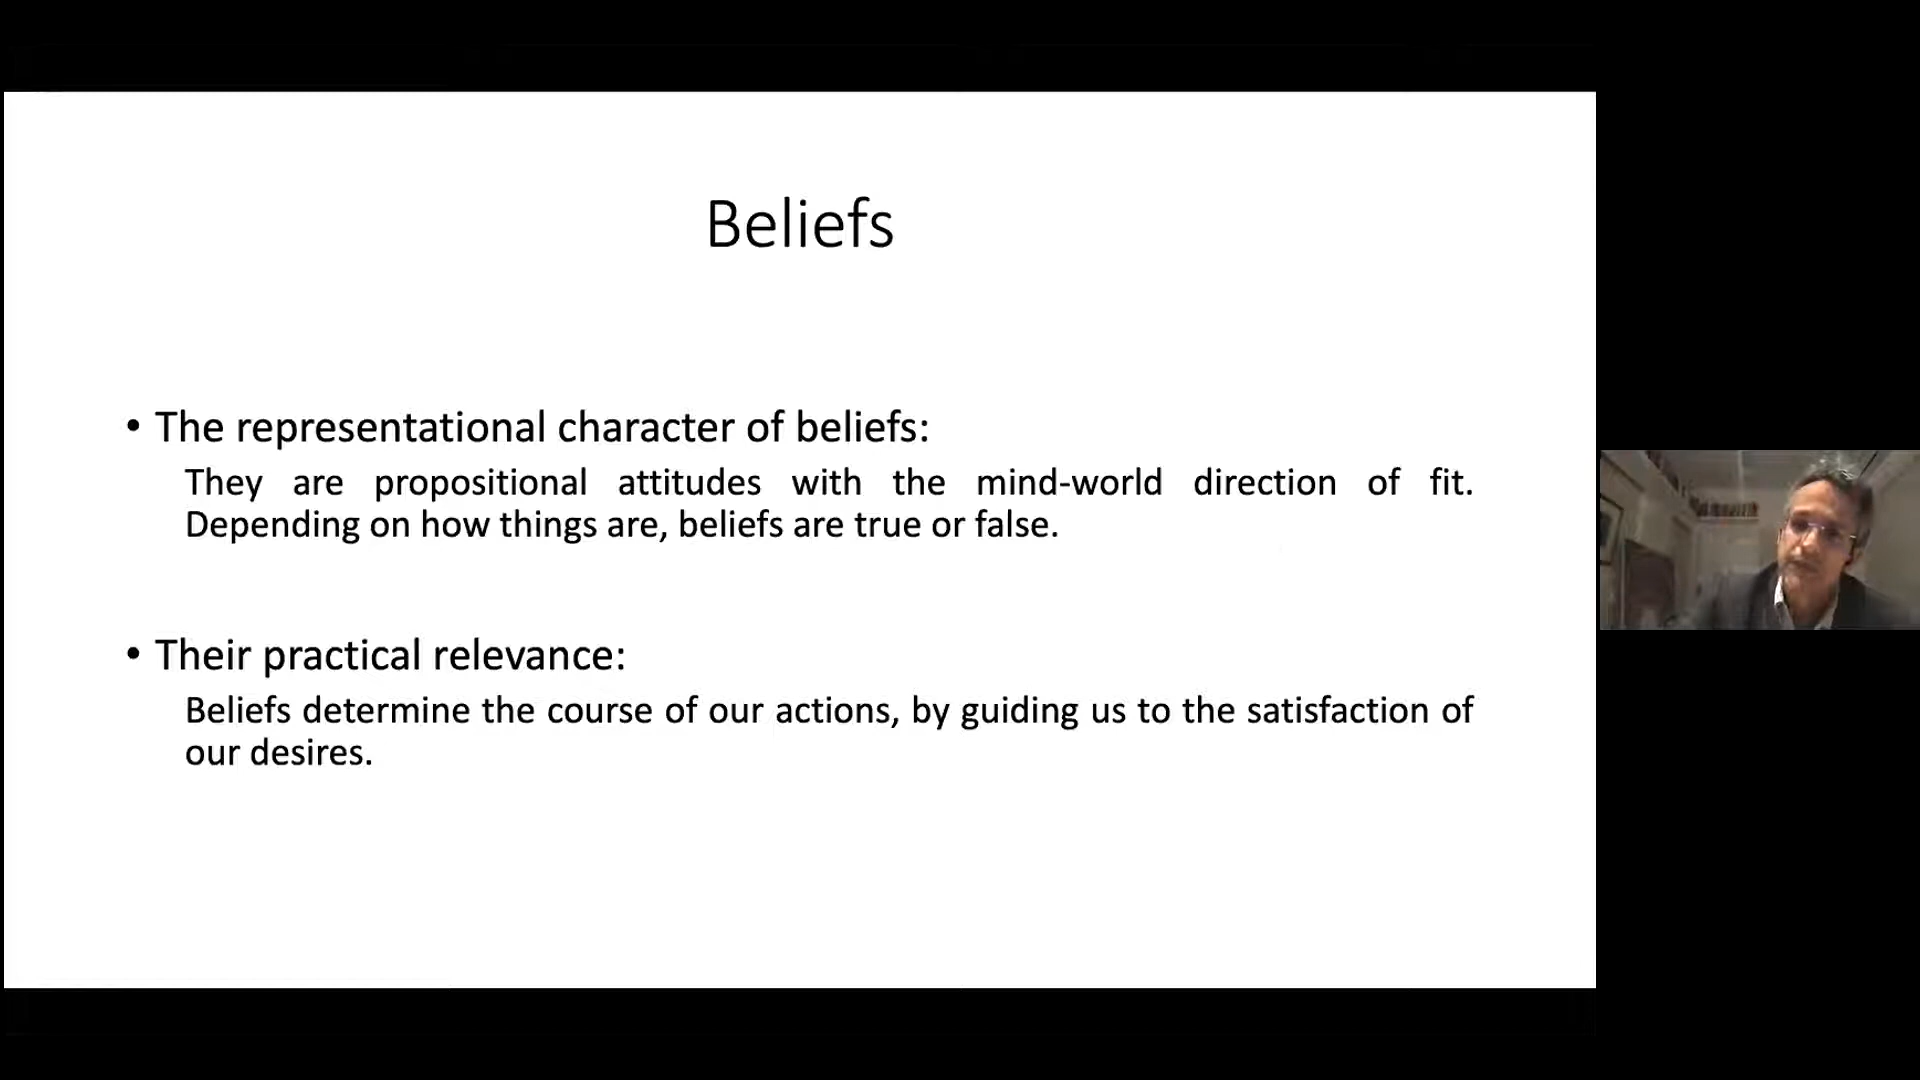 Beliefs
• The representational character of beliefs:
They are propositional attitudes with the mind-world direction of fit.
Depending on how things are, beliefs are true or false.
• Their practical relevance:
Beliefs determine the course of our actions, by guiding us to the satisfaction of
our desires.